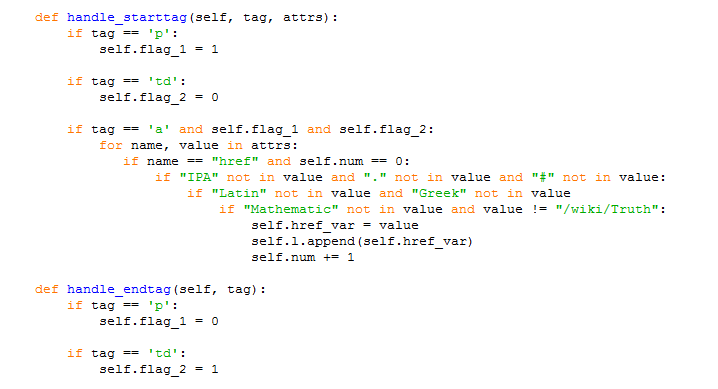 def handle_starttag(self, tag, attrs):
    if tag == 'p':
        self.flag_1 = 1

    if tag == 'td':
        self.flag_2 = 0

    if tag == 'a' and self.flag_1 and self.flag_2:
        for name, value in attrs:
           if name == "href" and self.num == 0:
               if "IPA" not in value and "." not in value and "#" not in value:
                   if "Latin" not in value and "Greek" not in value
                       if "Mathematic" not in value and value != "/wiki/Truth":
                           self.href_var = value
                           self.l.append(self.href_var)
                           self.num += 1

def handle_endtag(self, tag):
    if tag == 'p':
        self.flag_1 = 0

    if tag == 'td':
        self.flag_2 = 1